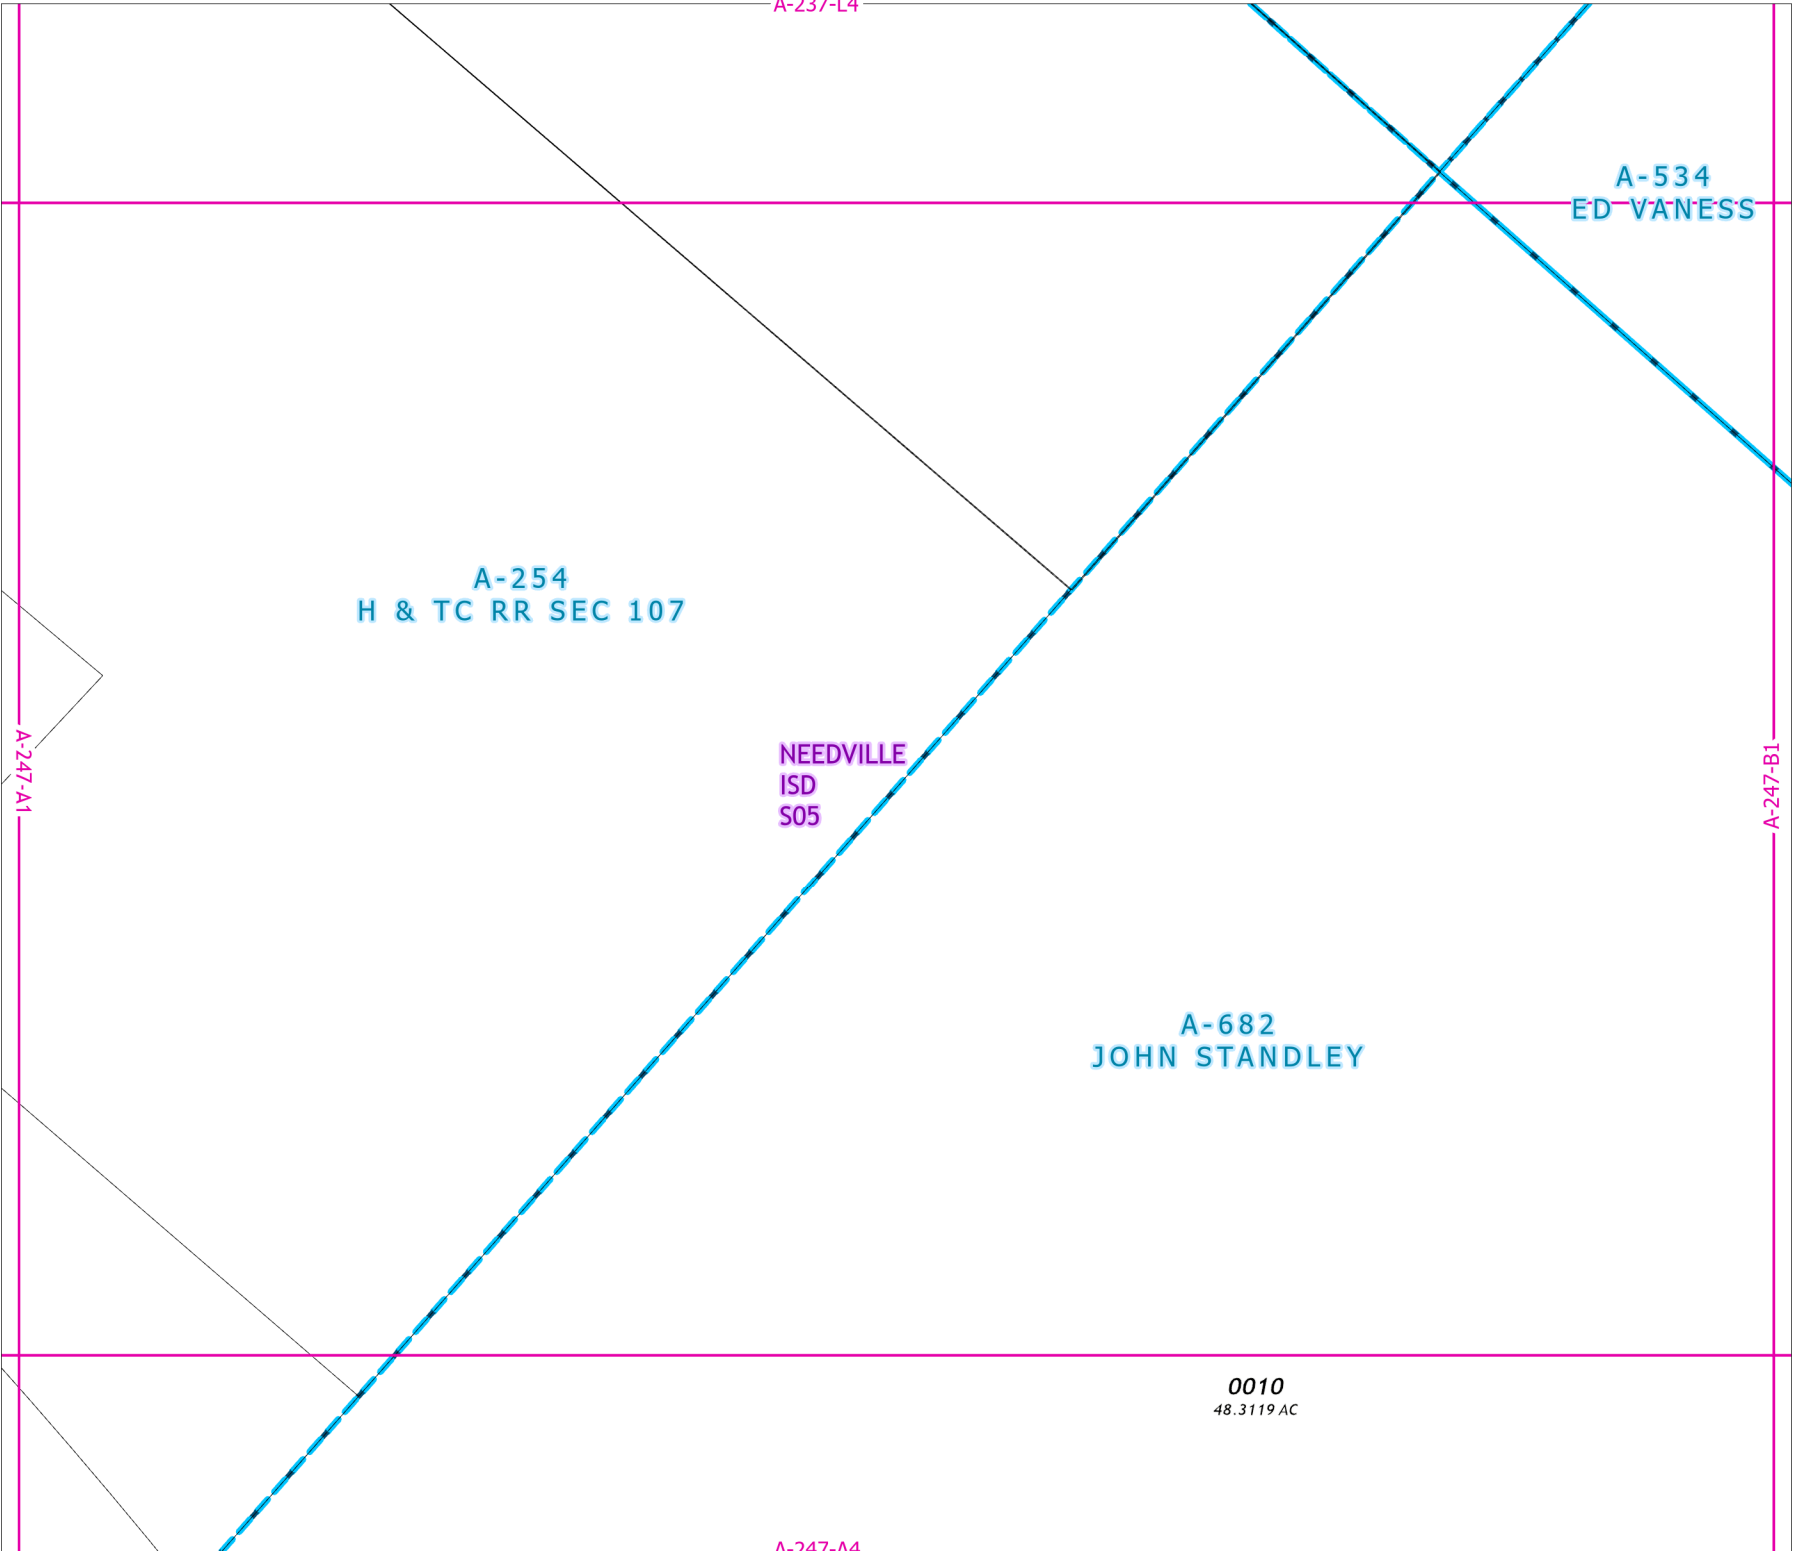 A-237-L4
A-534
ED VANESS
A-254
H & TC RR SEC 107
A-247-A1
NEEDVILLE
ISD
S05
A-247-B1
A-682
JOHN STANDLEY
0010
48.3119 AC
A-247-A4